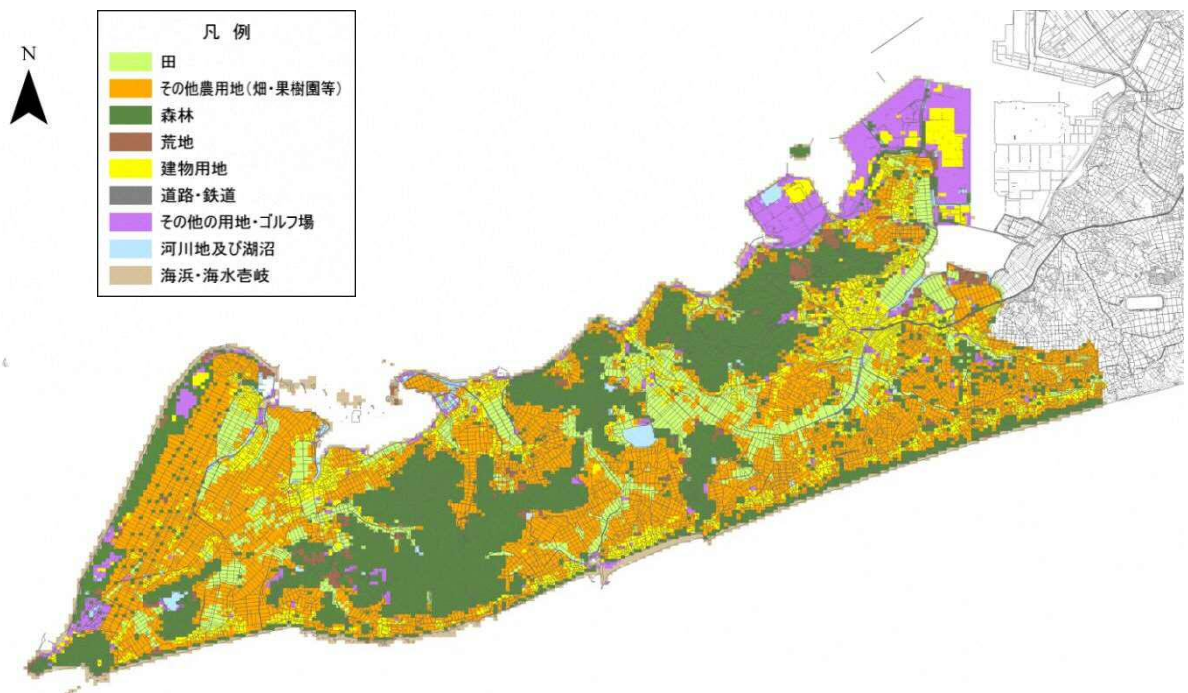 凡 例
N
田
その他農用地(畑・果樹園等)
森林
荒地
建物用地
道路・鉄道
その他の用地・ゴルフ場
河川地及び湖沼
海浜・海水壱岐